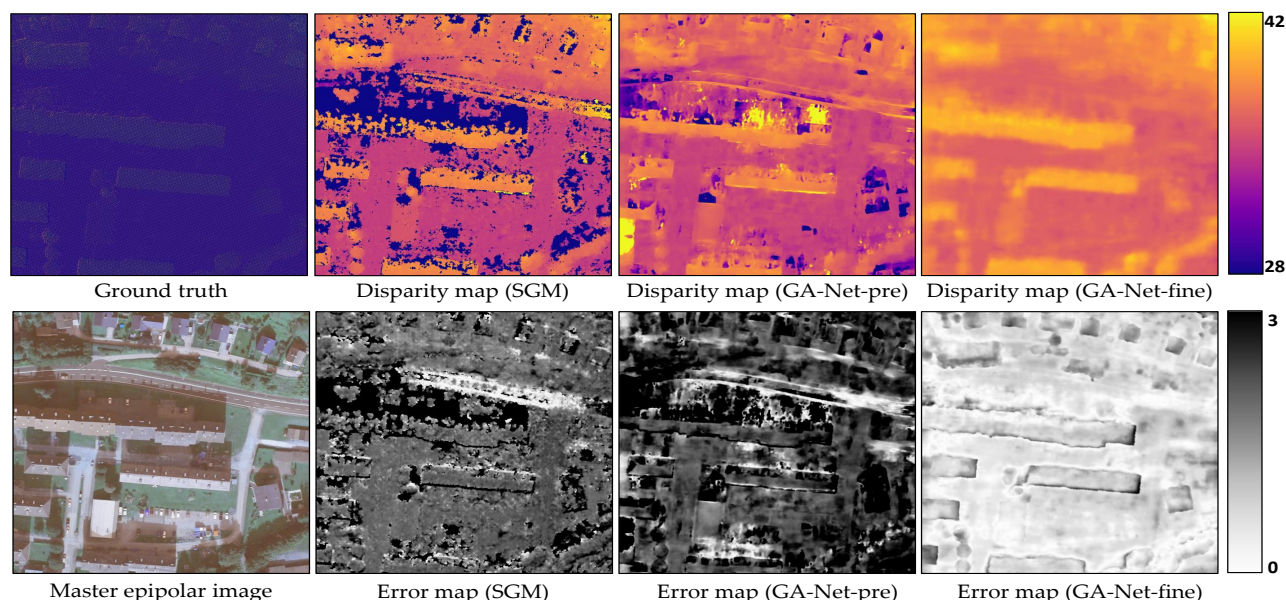 42
28
Ground truth
Disparity map (SGM)
Disparity map (GA-Net-pre)
Disparity map (GA-Net-fine)
3
0
Master epipolar image
Error map (SGM)
Error map (GA-Net-pre)
Error map (GA-Net-fine)